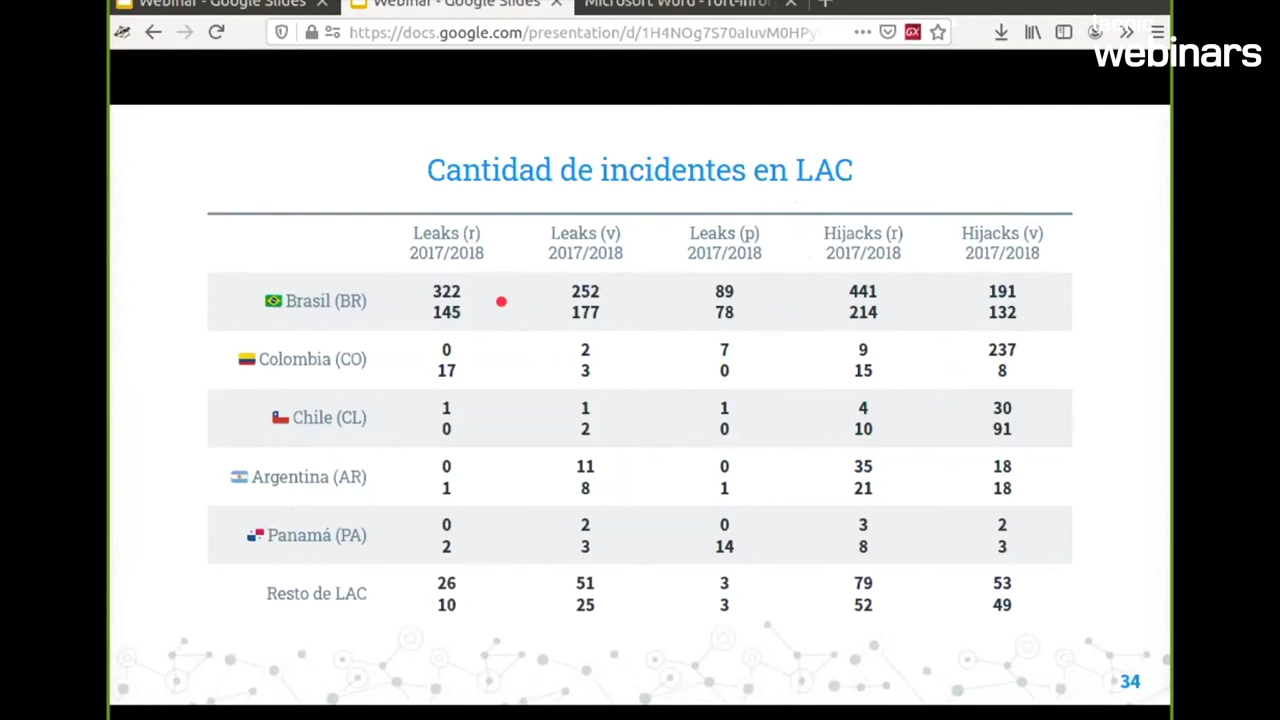 Webinar - Google Slides
Webinar - Google Slides
Microsoft Word - fort-infor
https://docs.google.com/presentation/d/1H4NOg7S70aIuvM0HPy
GX
lacnic
webinars
Cantidad de incidentes en LAC
Leaks (r) Leaks (v) Leaks (p) Hijacks (r) Hijacks (v)
2017/2018 2017/2018 2017/2018 2017/2018 2017/2018
Brasil (BR)
322 252 89 441 191
145 177 78 214 132
Colombia (CO)
0 2 7 9 237
17 3 0 15 8
Chile (CL)
1 1 1 4 30
0 2 0 10 91
Argentina (AR)
0 11 0 35 18
1 8 1 21 18
Panamá (PA)
0 2 0 3 2
2 3 14 8 3
Resto de LAC
26 51 3 79 53
10 25 3 52 49
34